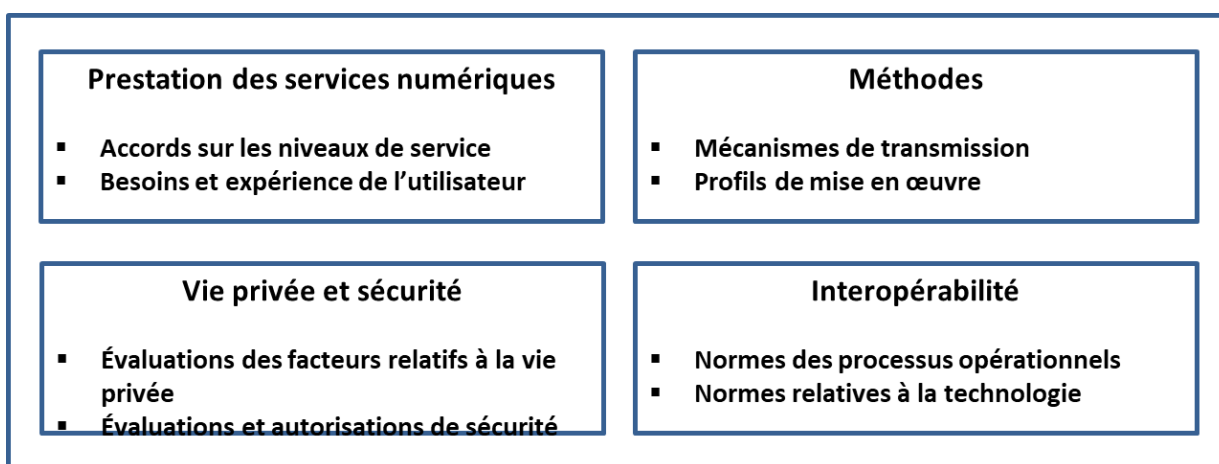 Prestation des services numériques
▪ Accords sur les niveaux de service
▪ Besoins et expérience de l’utilisateur
Méthodes
▪ Mécanismes de transmission
▪ Profils de mise en œuvre
Vie privée et sécurité
▪ Évaluations des facteurs relatifs à la vie
privée
▪ Évaluations et autorisations de sécurité
Interopérabilité
▪ Normes des processus opérationnels
▪ Normes relatives à la technologie